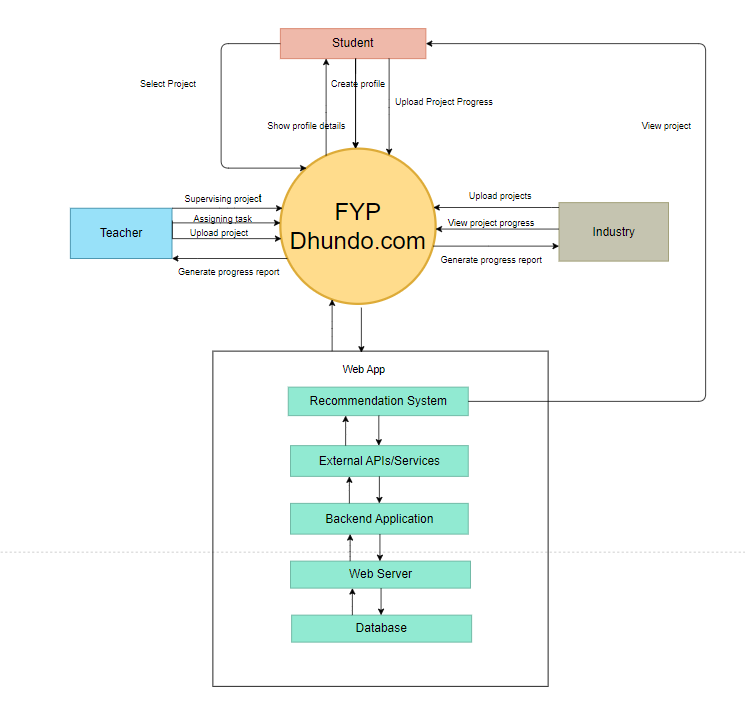 Student
Select Project
Create profile
Upload Project Progress
Show profile details
View project
FYP
Dhundo.com
Supervising project
Assigning task
Upload project
Generate progress report
Teacher
Upload projects
View project progress
Generate progress report
Industry
Web App
Recommendation System
External APIs/Services
Backend Application
Web Server
Database